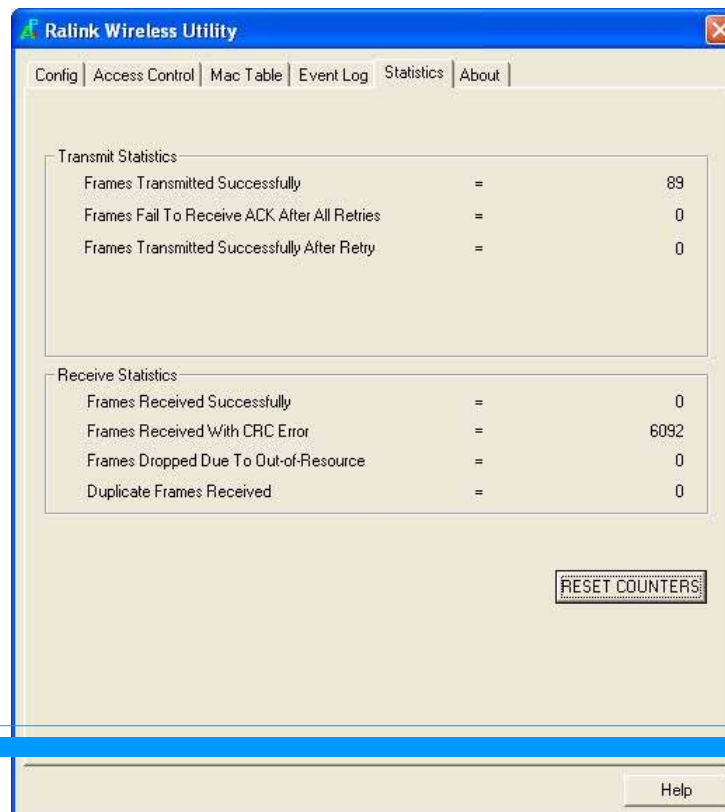 Ralink Wireless Utility
Config Access Control Mac Table Event Log Statistics About
Transmit Statistics
Frames Transmitted Successfully = 89
Frames Fail To Receive ACK After All Retries = 0
Frames Transmitted Successfully After Retry = 0
Receive Statistics
Frames Received Successfully = 0
Frames Received With CRC Error = 6092
Frames Dropped Due To Out-of-Resource = 0
Duplicate Frames Received = 0
RESET COUNTERS
Help